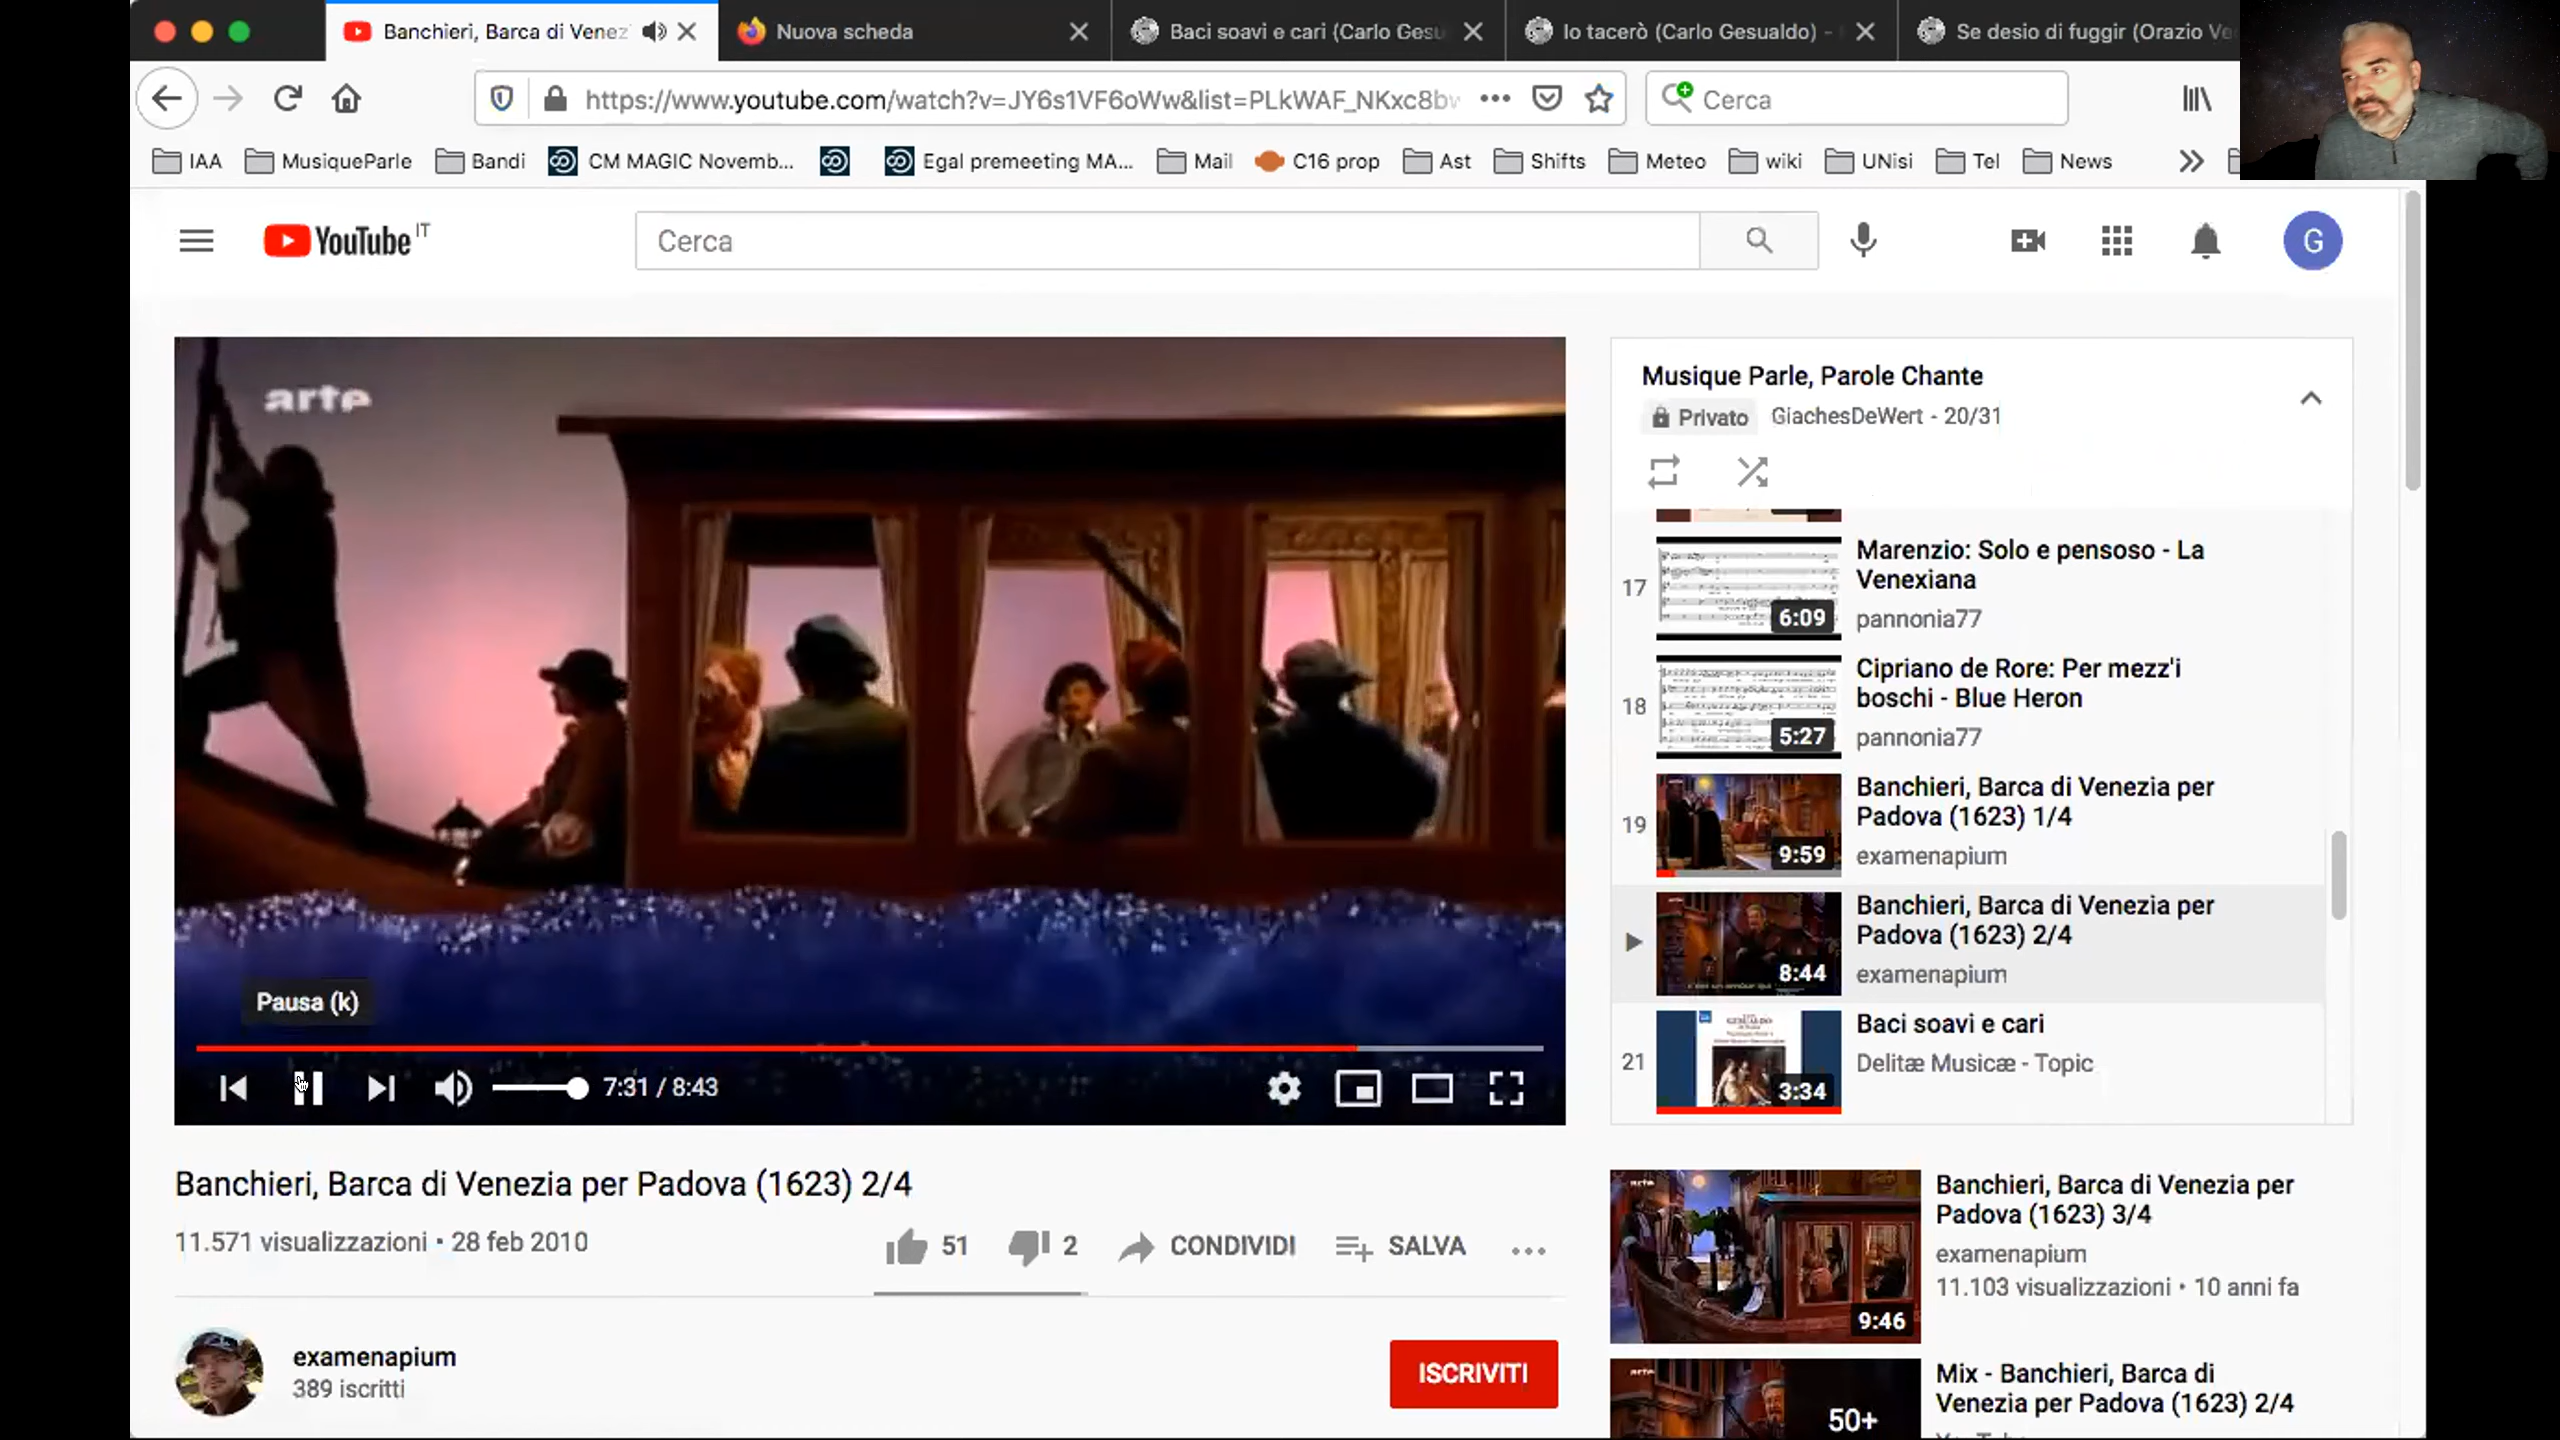 Banchieri, Barca di Venez
Nuova scheda
Baci soavi e cari (Carlo Gesu
Io tacerò (Carlo Gesualdo) -
Se desio di fuggir (Orazio Ve
https://www.youtube.com/watch?v=JY6s1VF6oWw&list=PLkWAF_NKxc8bw
Cerca
IAA
MusiqueParle
Bandi
CM MAGIC Novemb...
Egal premeeting MA...
Mail
C16 prop
Ast
Shifts
Meteo
wiki
UNisi
Tel
News
YouTube IT
Cerca
G
arte
Pausa (k)
7:31 / 8:43
Musique Parle, Parole Chante
Privato GiachesDeWert - 20/31
17
6:09
Marenzio: Solo e pensoso - La
Venexiana
pannonia77
18
5:27
Cipriano de Rore: Per mezz'i
boschi - Blue Heron
pannonia77
19
9:59
Banchieri, Barca di Venezia per
Padova (1623) 1/4
examenapium
8:44
Banchieri, Barca di Venezia per
Padova (1623) 2/4
examenapium
21
3:34
Baci soavi e cari
Delitæ Musicæ - Topic
Banchieri, Barca di Venezia per Padova (1623) 2/4
11.571 visualizzazioni • 28 feb 2010
51
2
CONDIVIDI
SALVA
examenapium
389 iscritti
ISCRIVITI
arte
9:46
Banchieri, Barca di Venezia per
Padova (1623) 3/4
examenapium
11.103 visualizzazioni • 10 anni fa
arte
50+
Mix - Banchieri, Barca di
Venezia per Padova (1623) 2/4